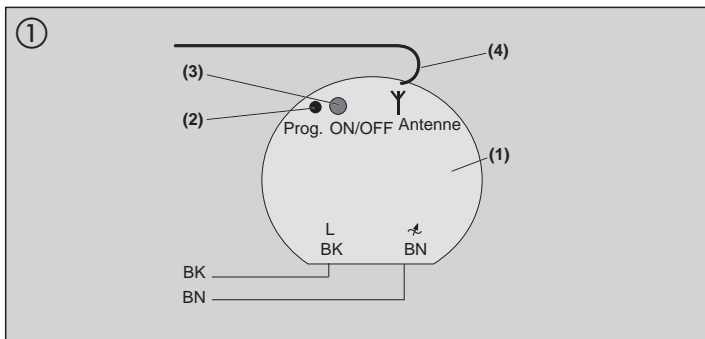 ①
(4)
(3)
(2)
Prog. ON/OFF Antenne
(1)
L
BK BN
BK
BN